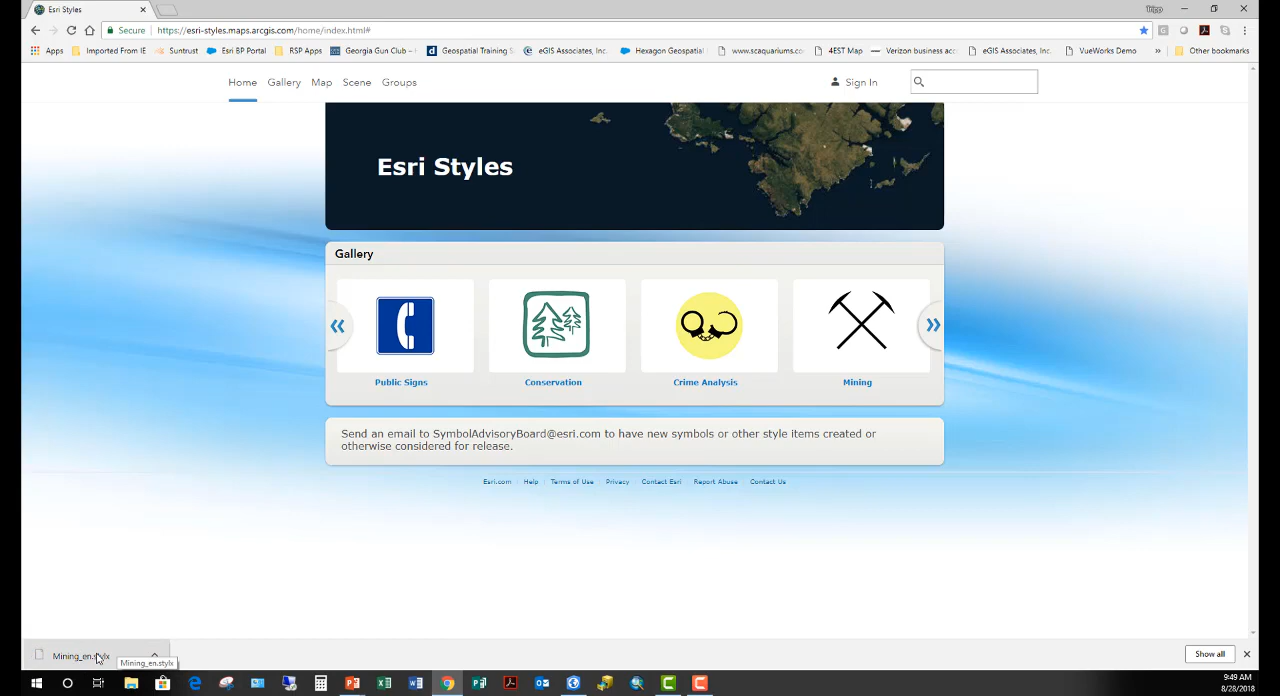 Esri Styles
Tripp
Secure https://esri-styles.maps.arcgis.com/home/index.html#
Apps Imported From IE Suntrust Esri BP Portal RSP Apps Georgia Gun Club – Geospatial Training S eGIS Associates, Inc. Hexagon Geospatial www.scaquariums.co 4EST Map Verizon business acc eGIS Associates, Inc. VueWorks Demo » Other bookmarks
Home Gallery Map Scene Groups Sign In
Esri Styles
Gallery
Public Signs Conservation Crime Analysis Mining
Send an email to SymbolAdvisoryBoard@esri.com to have new symbols or other style items created or
otherwise considered for release.
Esri.com Help Terms of Use Privacy Contact Esri Report Abuse Contact Us
Mining_en.stylx
Mining_en.stylx
Show all
9:49 AM
8/28/2018